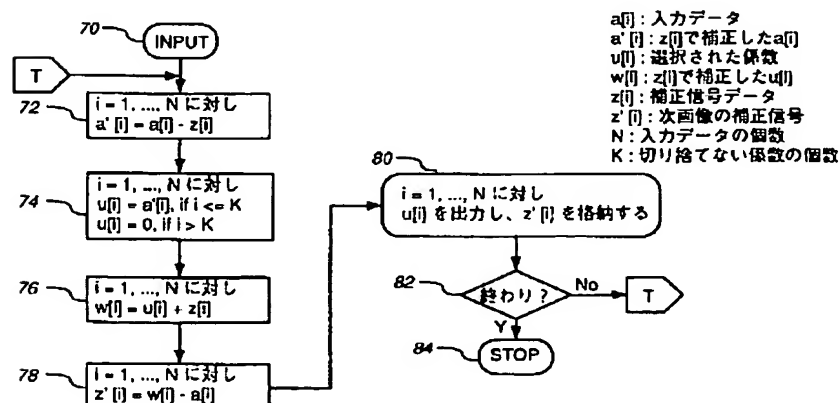 70
INPUT
T
72
i = 1, ..., N に対し
a' [i] = a[i] - z[i]
74
i = 1, ..., N に対し
u[i] = a'[i], if i <= K
u[i] = 0, if i > K
76
i = 1, ..., N に対し
w[i] = u[i] + z[i]
78
i = 1, ..., N に対し
z' [i] = w[i] - a[i]
a[i] : 入力データ
a' [i] : z[i]で補正したa[i]
u[i] : 選択された係数
w[i] : z[i]で補正したu[i]
z[i] : 補正信号データ
z' [i] : 次画像の補正信号
N : 入力データの個数
K : 切り捨てない係数の個数
80
i = 1, ..., N に対し
u[i] を出力し、z' [i] を格納する
82
終わり?
No
T
Y
84
STOP